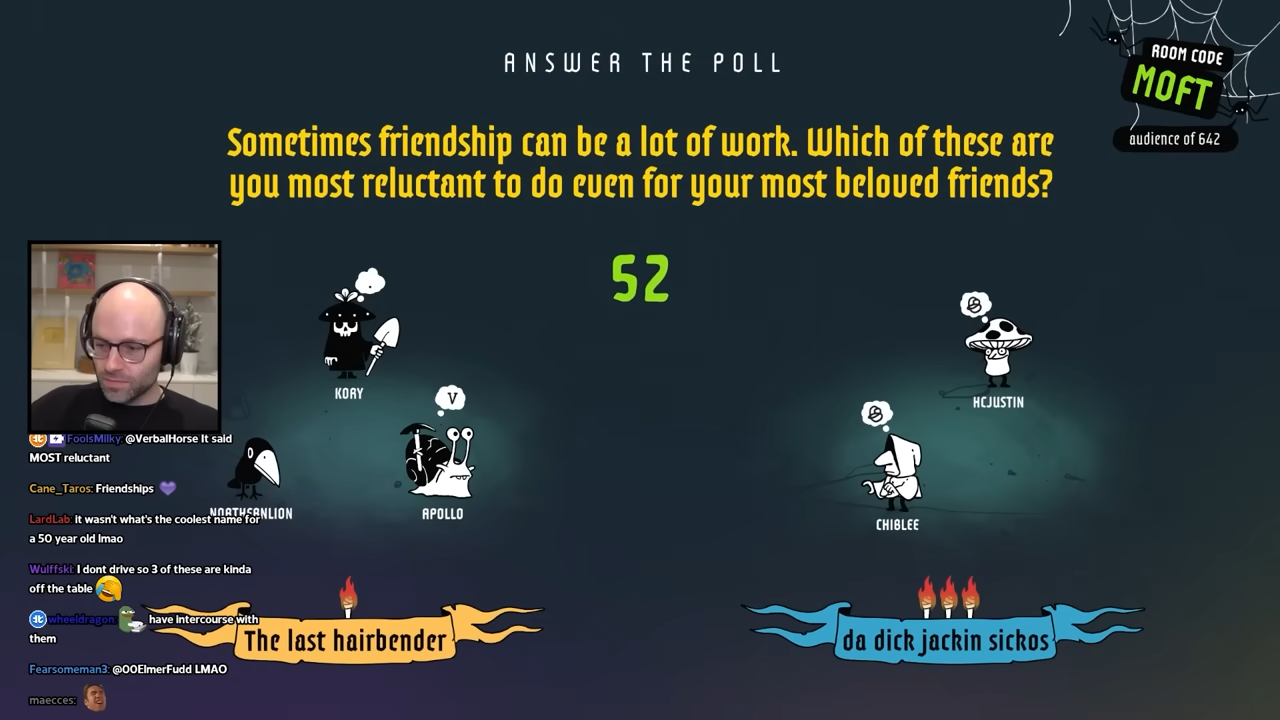 ANSWER THE POLL
ROOM CODE
MOFT
audience of 642
Sometimes friendship can be a lot of work. Which of these are
you most reluctant to do even for your most beloved friends?
52
KORY
V
HCJUSTIN
NORTHERNLION
APOLLO
CHIBLEE
FoolsMilky: @VerbalHorse It said
MOST reluctant
Cane_Taros: Friendships
LardLab: it wasn't what's the coolest name for
a 50 year old lmao
Wulffski: I dont drive so 3 of these are kinda
off the table
wheeldragon: have intercourse with
them
Fearsomeman3: @OOElmerFudd LMAO
maecces:
The last hairbender
da dick jackin sickos